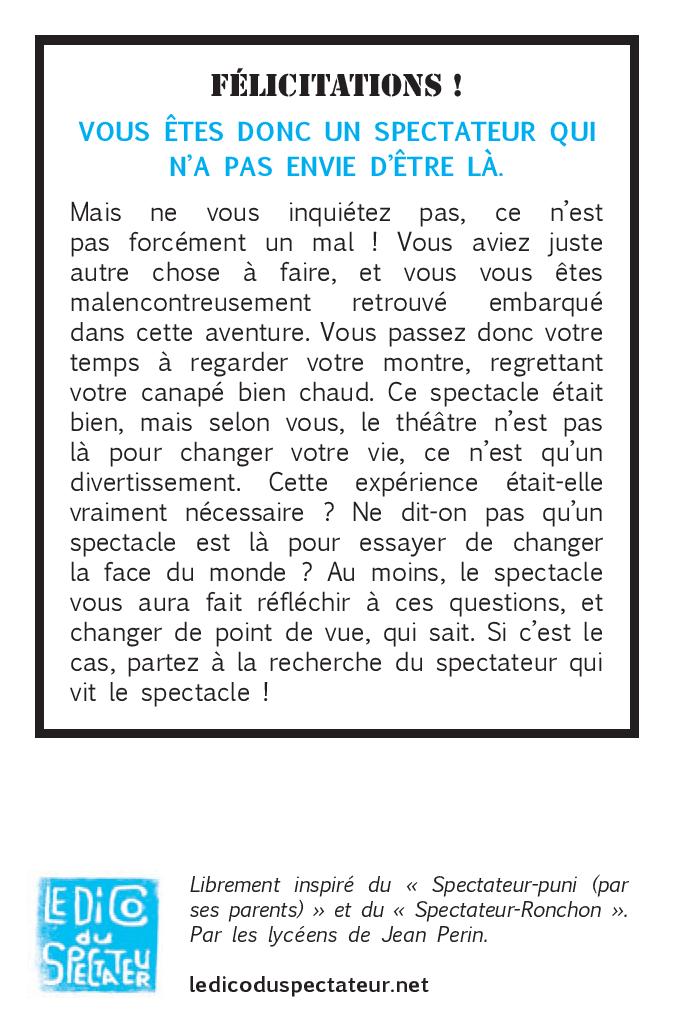 FÉLICITATIONS !
VOUS ÊTES DONC UN SPECTATEUR QUI
N'A PAS ENVIE D'ÊTRE LÀ.
Mais ne vous inquiétez pas, ce n'est
pas forcément un mal ! Vous aviez juste
autre chose à faire, et vous vous êtes
malencontreusement retrouvé embarqué
dans cette aventure. Vous passez donc votre
temps à regarder votre montre, regrettant
votre canapé bien chaud. Ce spectacle était
bien, mais selon vous, le théâtre n'est pas
là pour changer votre vie, ce n'est qu'un
divertissement. Cette expérience était-elle
vraiment nécessaire ? Ne dit-on pas qu'un
spectacle est là pour essayer de changer
la face du monde ? Au moins, le spectacle
vous aura fait réfléchir à ces questions, et
changer de point de vue, qui sait. Si c'est le
cas, partez à la recherche du spectateur qui
vit le spectacle !
LE DICO
du
SPECTATEUR
Librement inspiré du « Spectateur-puni (par
ses parents) » et du « Spectateur-Ronchon ».
Par les lycéens de Jean Perin.
ledicoduspectateur.net